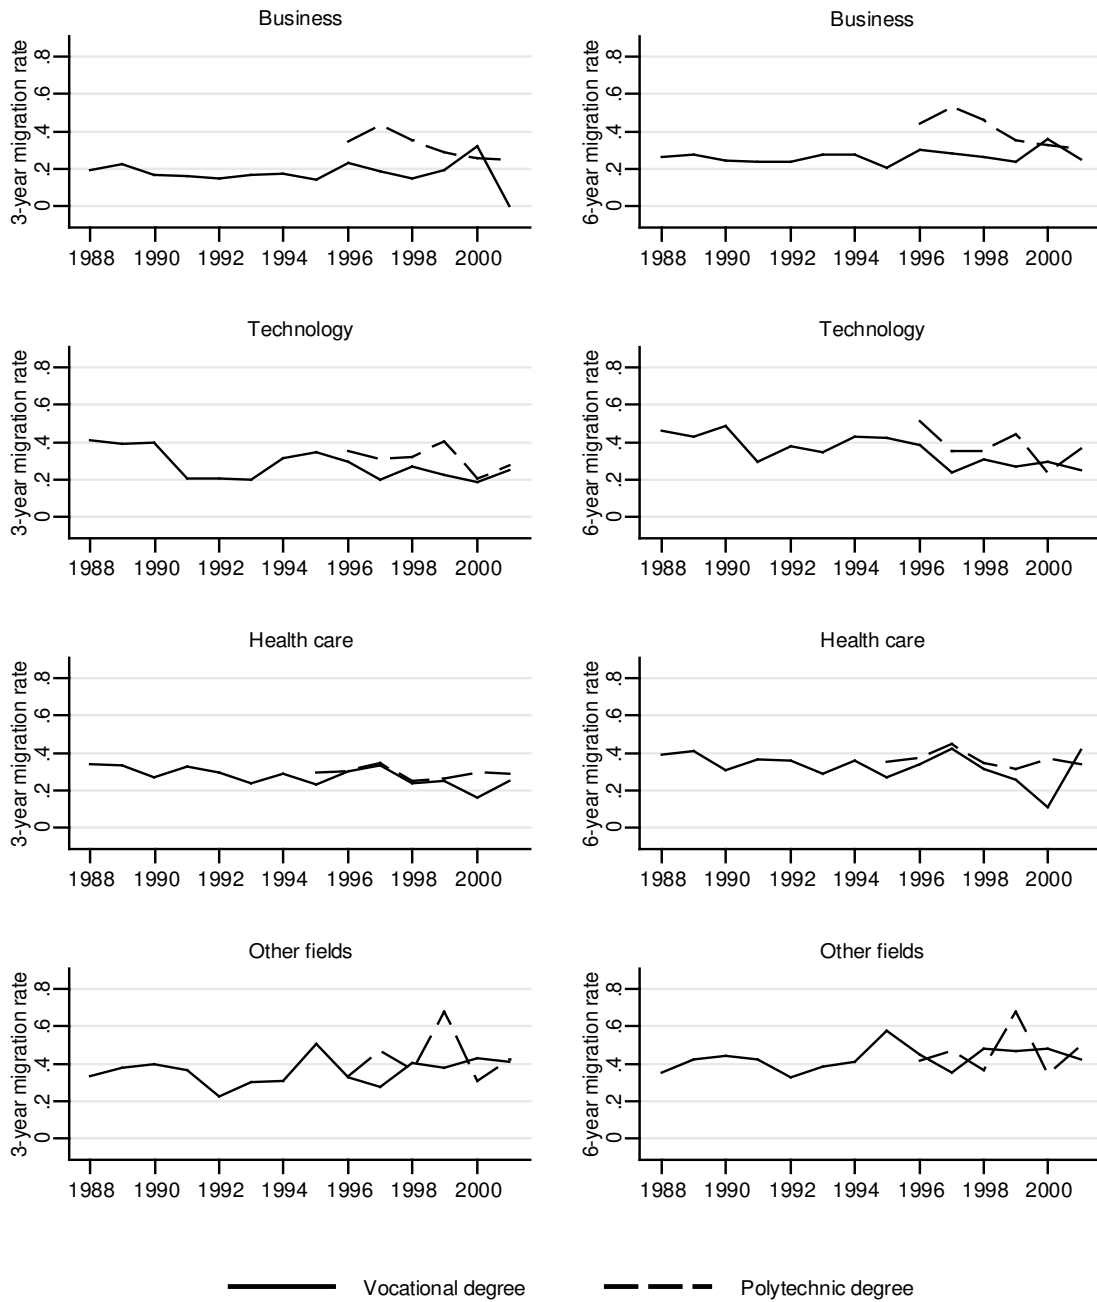 Business
3-year migration rate
.8
.6
.4
.2
0
1988 1990 1992 1994 1996 1998 2000
Business
6-year migration rate
.8
.6
.4
.2
0
1988 1990 1992 1994 1996 1998 2000
Technology
3-year migration rate
.8
.6
.4
.2
0
1988 1990 1992 1994 1996 1998 2000
Technology
6-year migration rate
.8
.6
.4
.2
0
1988 1990 1992 1994 1996 1998 2000
Health care
3-year migration rate
.8
.6
.4
.2
0
1988 1990 1992 1994 1996 1998 2000
Health care
6-year migration rate
.8
.6
.4
.2
0
1988 1990 1992 1994 1996 1998 2000
Other fields
3-year migration rate
.8
.6
.4
.2
0
1988 1990 1992 1994 1996 1998 2000
Other fields
6-year migration rate
.8
.6
.4
.2
0
1988 1990 1992 1994 1996 1998 2000
Vocational degree
Polytechnic degree